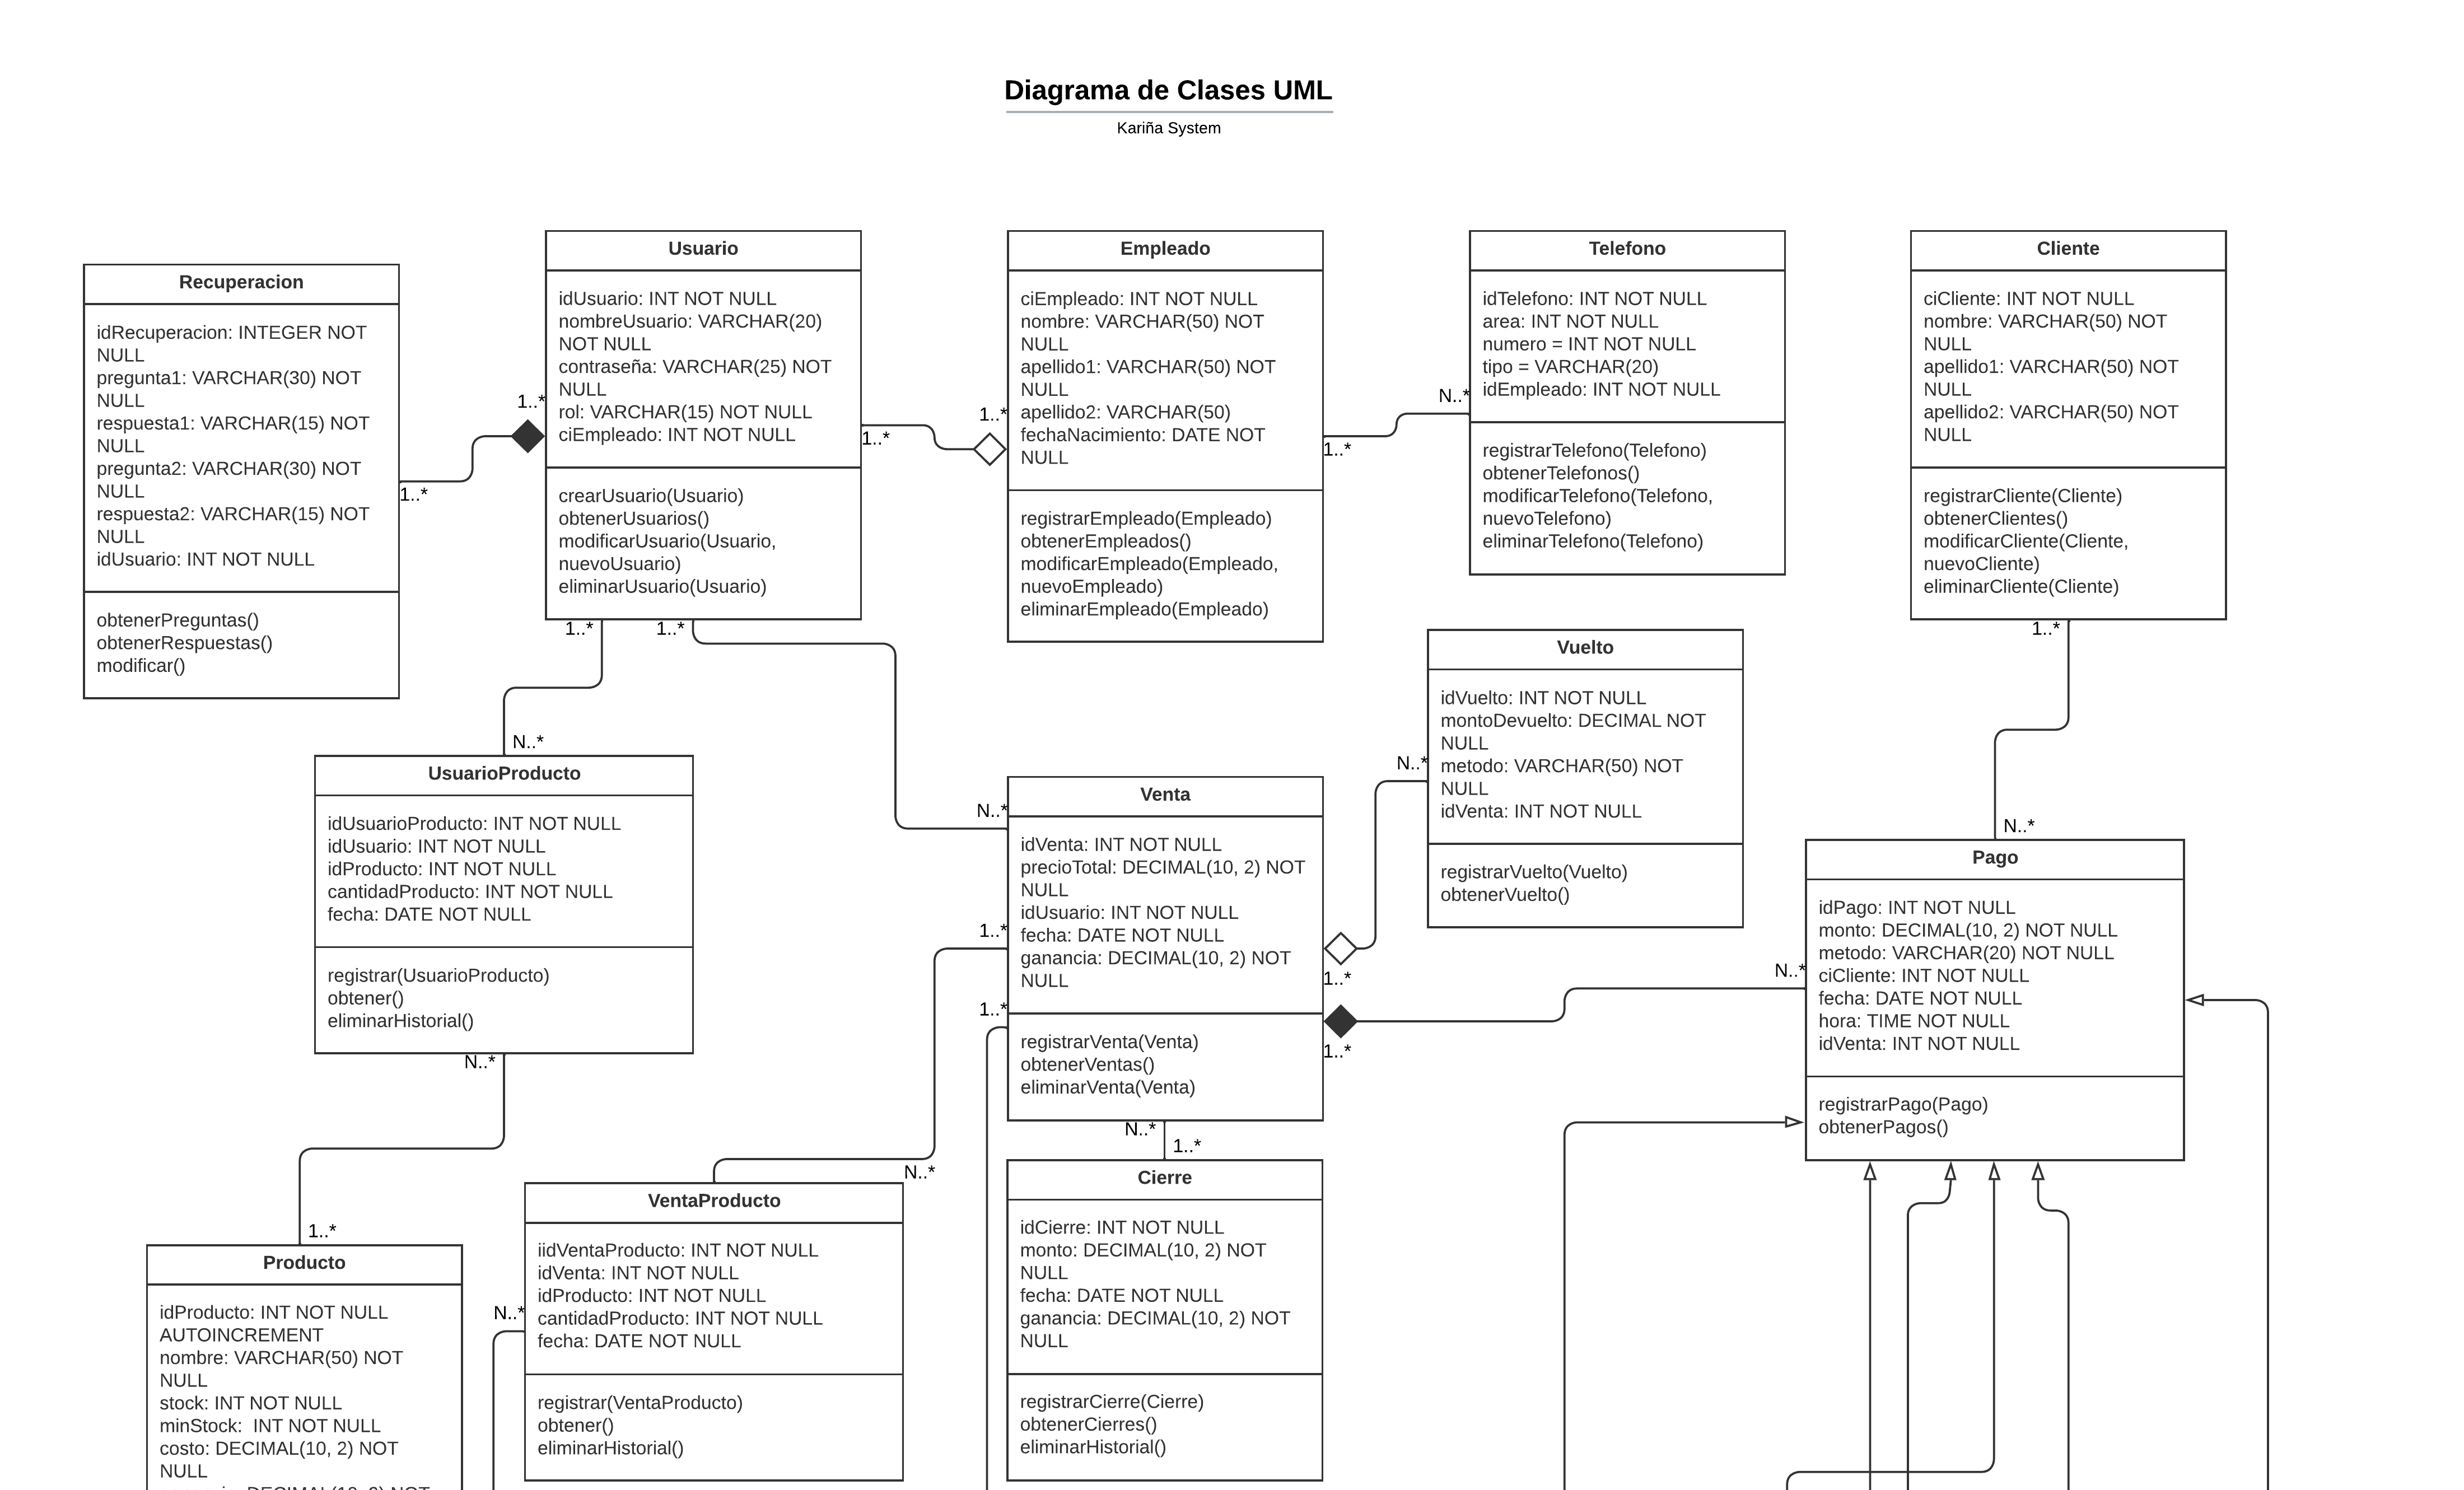 Diagrama de Clases UML
Kariña System
Recuperacion
idRecuperacion: INTEGER NOT
NULL
pregunta1: VARCHAR(30) NOT
NULL
respuesta1: VARCHAR(15) NOT
NULL
pregunta2: VARCHAR(30) NOT
NULL
respuesta2: VARCHAR(15) NOT
NULL
idUsuario: INT NOT NULL
obtenerPreguntas()
obtenerRespuestas()
modificar()
1..*
1..*
Usuario
idUsuario: INT NOT NULL
nombreUsuario: VARCHAR(20)
NOT NULL
contraseña: VARCHAR(25) NOT
NULL
rol: VARCHAR(15) NOT NULL
ciEmpleado: INT NOT NULL
crearUsuario(Usuario)
obtenerUsuarios()
modificarUsuario(Usuario,
nuevoUsuario)
eliminarUsuario(Usuario)
1..*
1..*
Empleado
ciEmpleado: INT NOT NULL
nombre: VARCHAR(50) NOT
NULL
apellido1: VARCHAR(50) NOT
NULL
apellido2: VARCHAR(50)
fechaNacimiento: DATE NOT
NULL
registrarEmpleado(Empleado)
obtenerEmpleados()
modificarEmpleado(Empleado,
nuevoEmpleado)
eliminarEmpleado(Empleado)
1..*
N..*
Telefono
idTelefono: INT NOT NULL
area: INT NOT NULL
numero = INT NOT NULL
tipo = VARCHAR(20)
idEmpleado: INT NOT NULL
registrarTelefono(Telefono)
obtenerTelefonos()
modificarTelefono(Telefono,
nuevoTelefono)
eliminarTelefono(Telefono)
Cliente
ciCliente: INT NOT NULL
nombre: VARCHAR(50) NOT
NULL
apellido1: VARCHAR(50) NOT
NULL
apellido2: VARCHAR(50) NOT
NULL
registrarCliente(Cliente)
obtenerClientes()
modificarCliente(Cliente,
nuevoCliente)
eliminarCliente(Cliente)
1..*
1..*
1..*
N..*
UsuarioProducto
idUsuarioProducto: INT NOT NULL
idUsuario: INT NOT NULL
idProducto: INT NOT NULL
cantidadProducto: INT NOT NULL
fecha: DATE NOT NULL
registrar(UsuarioProducto)
obtener()
eliminarHistorial()
N..*
N..*
Venta
idVenta: INT NOT NULL
precioTotal: DECIMAL(10, 2) NOT
NULL
idUsuario: INT NOT NULL
fecha: DATE NOT NULL
ganancia: DECIMAL(10, 2) NOT
NULL
registrarVenta(Venta)
obtenerVentas()
eliminarVenta(Venta)
1..*
1..*
1..*
1..*
N..*
Vuelto
idVuelto: INT NOT NULL
montoDevuelto: DECIMAL NOT
NULL
metodo: VARCHAR(50) NOT
NULL
idVenta: INT NOT NULL
registrarVuelto(Vuelto)
obtenerVuelto()
N..*
N..*
Pago
idPago: INT NOT NULL
monto: DECIMAL(10, 2) NOT NULL
metodo: VARCHAR(20) NOT NULL
ciCliente: INT NOT NULL
fecha: DATE NOT NULL
hora: TIME NOT NULL
idVenta: INT NOT NULL
registrarPago(Pago)
obtenerPagos()
N..*
1..*
1..*
Producto
idProducto: INT NOT NULL
AUTOINCREMENT
nombre: VARCHAR(50) NOT
NULL
stock: INT NOT NULL
minStock:  INT NOT NULL
costo: DECIMAL(10, 2) NOT
NULL
N..*
VentaProducto
iidVentaProducto: INT NOT NULL
idVenta: INT NOT NULL
idProducto: INT NOT NULL
cantidadProducto: INT NOT NULL
fecha: DATE NOT NULL
registrar(VentaProducto)
obtener()
eliminarHistorial()
N..*
Cierre
idCierre: INT NOT NULL
monto: DECIMAL(10, 2) NOT
NULL
fecha: DATE NOT NULL
ganancia: DECIMAL(10, 2) NOT
NULL
registrarCierre(Cierre)
obtenerCierres()
eliminarHistorial()